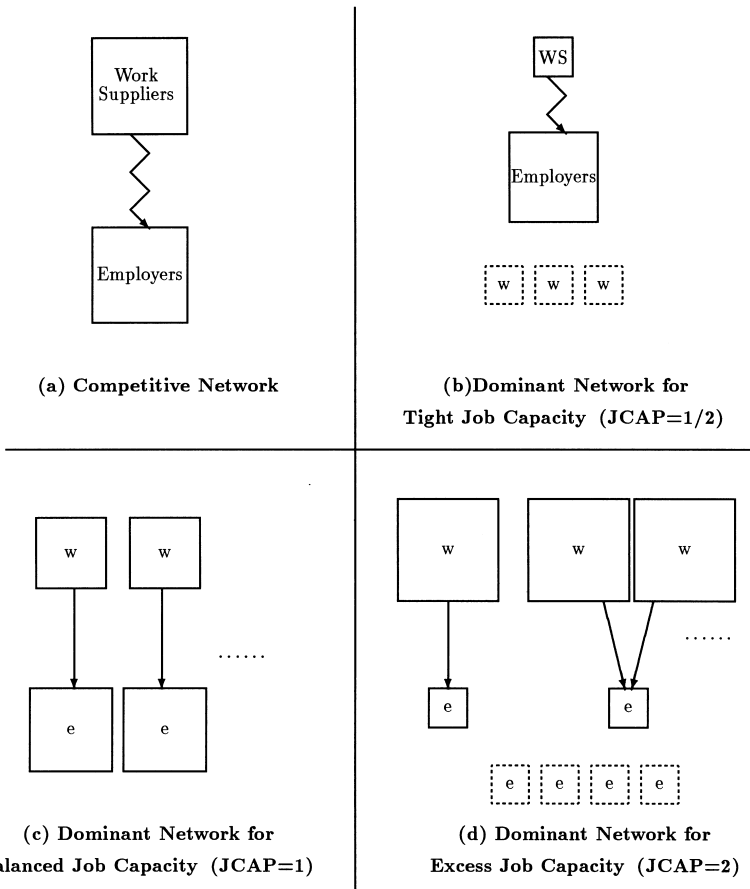 Work
Suppliers
Employers
(a) Competitive Network
WS
Employers
w w w
(b)Dominant Network for
Tight Job Capacity (JCAP=1/2)
w w
......
e e
(c) Dominant Network for
alanced Job Capacity (JCAP=1)
w w w
......
e e
e e e e
(d) Dominant Network for
Excess Job Capacity (JCAP=2)